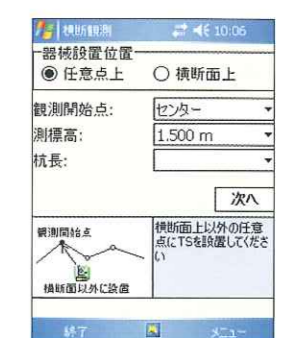 横断観測 10:06
器械設置位置
任意点上 横断面上
観測開始点: センター
測標高: 1.500 m
杭長:
次へ
観測開始点
横断面以外に設置
横断面上以外の任意
点にTSを設置してくださ
い
終了 メニュー